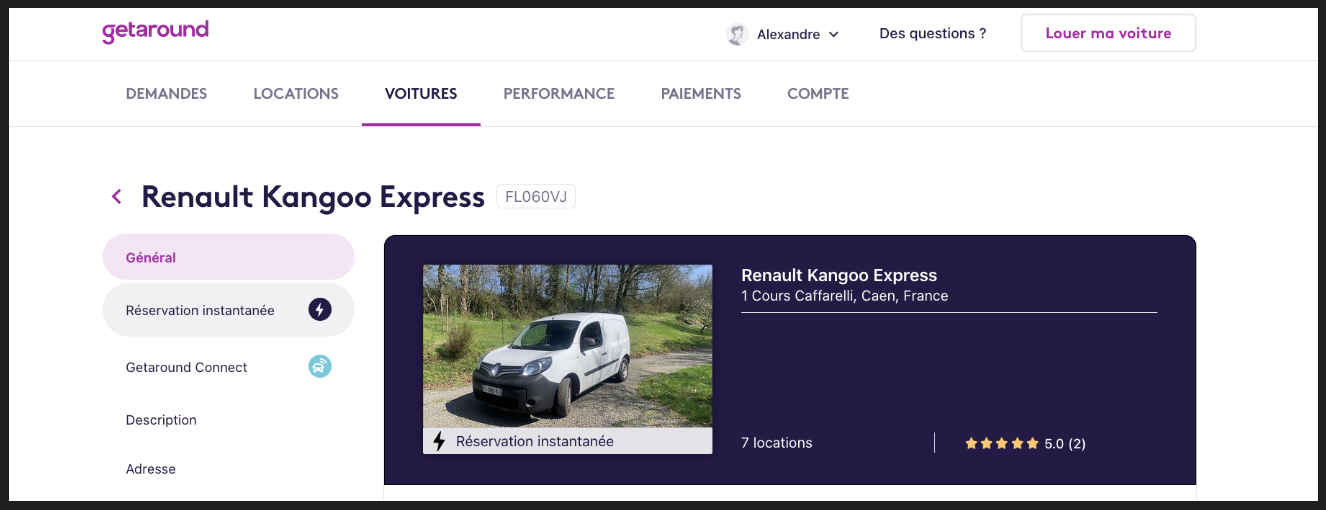 getaround
Alexandre
Des questions ?
Louer ma voiture
DEMANDES
LOCATIONS
VOITURES
PERFORMANCE
PAIEMENTS
COMPTE
Renault Kangoo Express
FL060VJ
Général
Réservation instantanée
Getaround Connect
Description
Adresse
Réservation instantanée
Renault Kangoo Express
1 Cours Caffarelli, Caen, France
7 locations
5.0 (2)